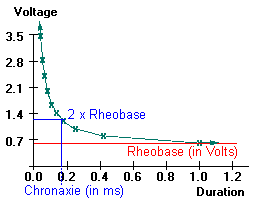 Voltage
3.5
2.8
2.1
1.4
2 x Rheobase
0.7
Rheobase (in Volts)
0.0 0.2 0.4 0.6 0.8 1.0 1.2
Chronaxie (in ms) Duration